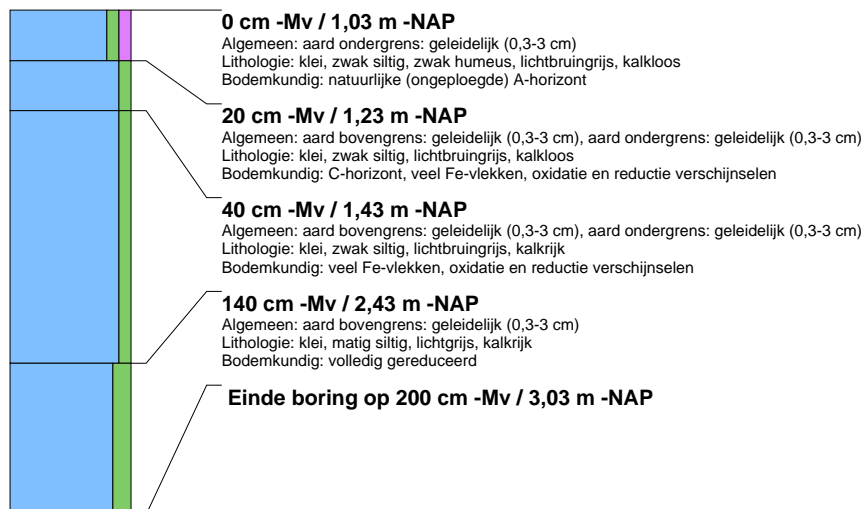 0 cm -Mv / 1,03 m -NAP
Algemeen: aard ondergrens: geleidelijk (0,3-3 cm)
Lithologie: klei, zwak siltig, zwak humeus, lichtbruingrijs, kalkloos
Bodemkundig: natuurlijke (ongeploegde) A-horizont
20 cm -Mv / 1,23 m -NAP
Algemeen: aard bovengrens: geleidelijk (0,3-3 cm), aard ondergrens: geleidelijk (0,3-3 cm)
Lithologie: klei, zwak siltig, lichtbruingrijs, kalkloos
Bodemkundig: C-horizont, veel Fe-vlekken, oxidatie en reductie verschijnselen
40 cm -Mv / 1,43 m -NAP
Algemeen: aard bovengrens: geleidelijk (0,3-3 cm), aard ondergrens: geleidelijk (0,3-3 cm)
Lithologie: klei, zwak siltig, lichtbruingrijs, kalkrijk
Bodemkundig: veel Fe-vlekken, oxidatie en reductie verschijnselen
140 cm -Mv / 2,43 m -NAP
Algemeen: aard bovengrens: geleidelijk (0,3-3 cm)
Lithologie: klei, matig siltig, lichtgrijs, kalkrijk
Bodemkundig: volledig gereduceerd
Einde boring op 200 cm -Mv / 3,03 m -NAP